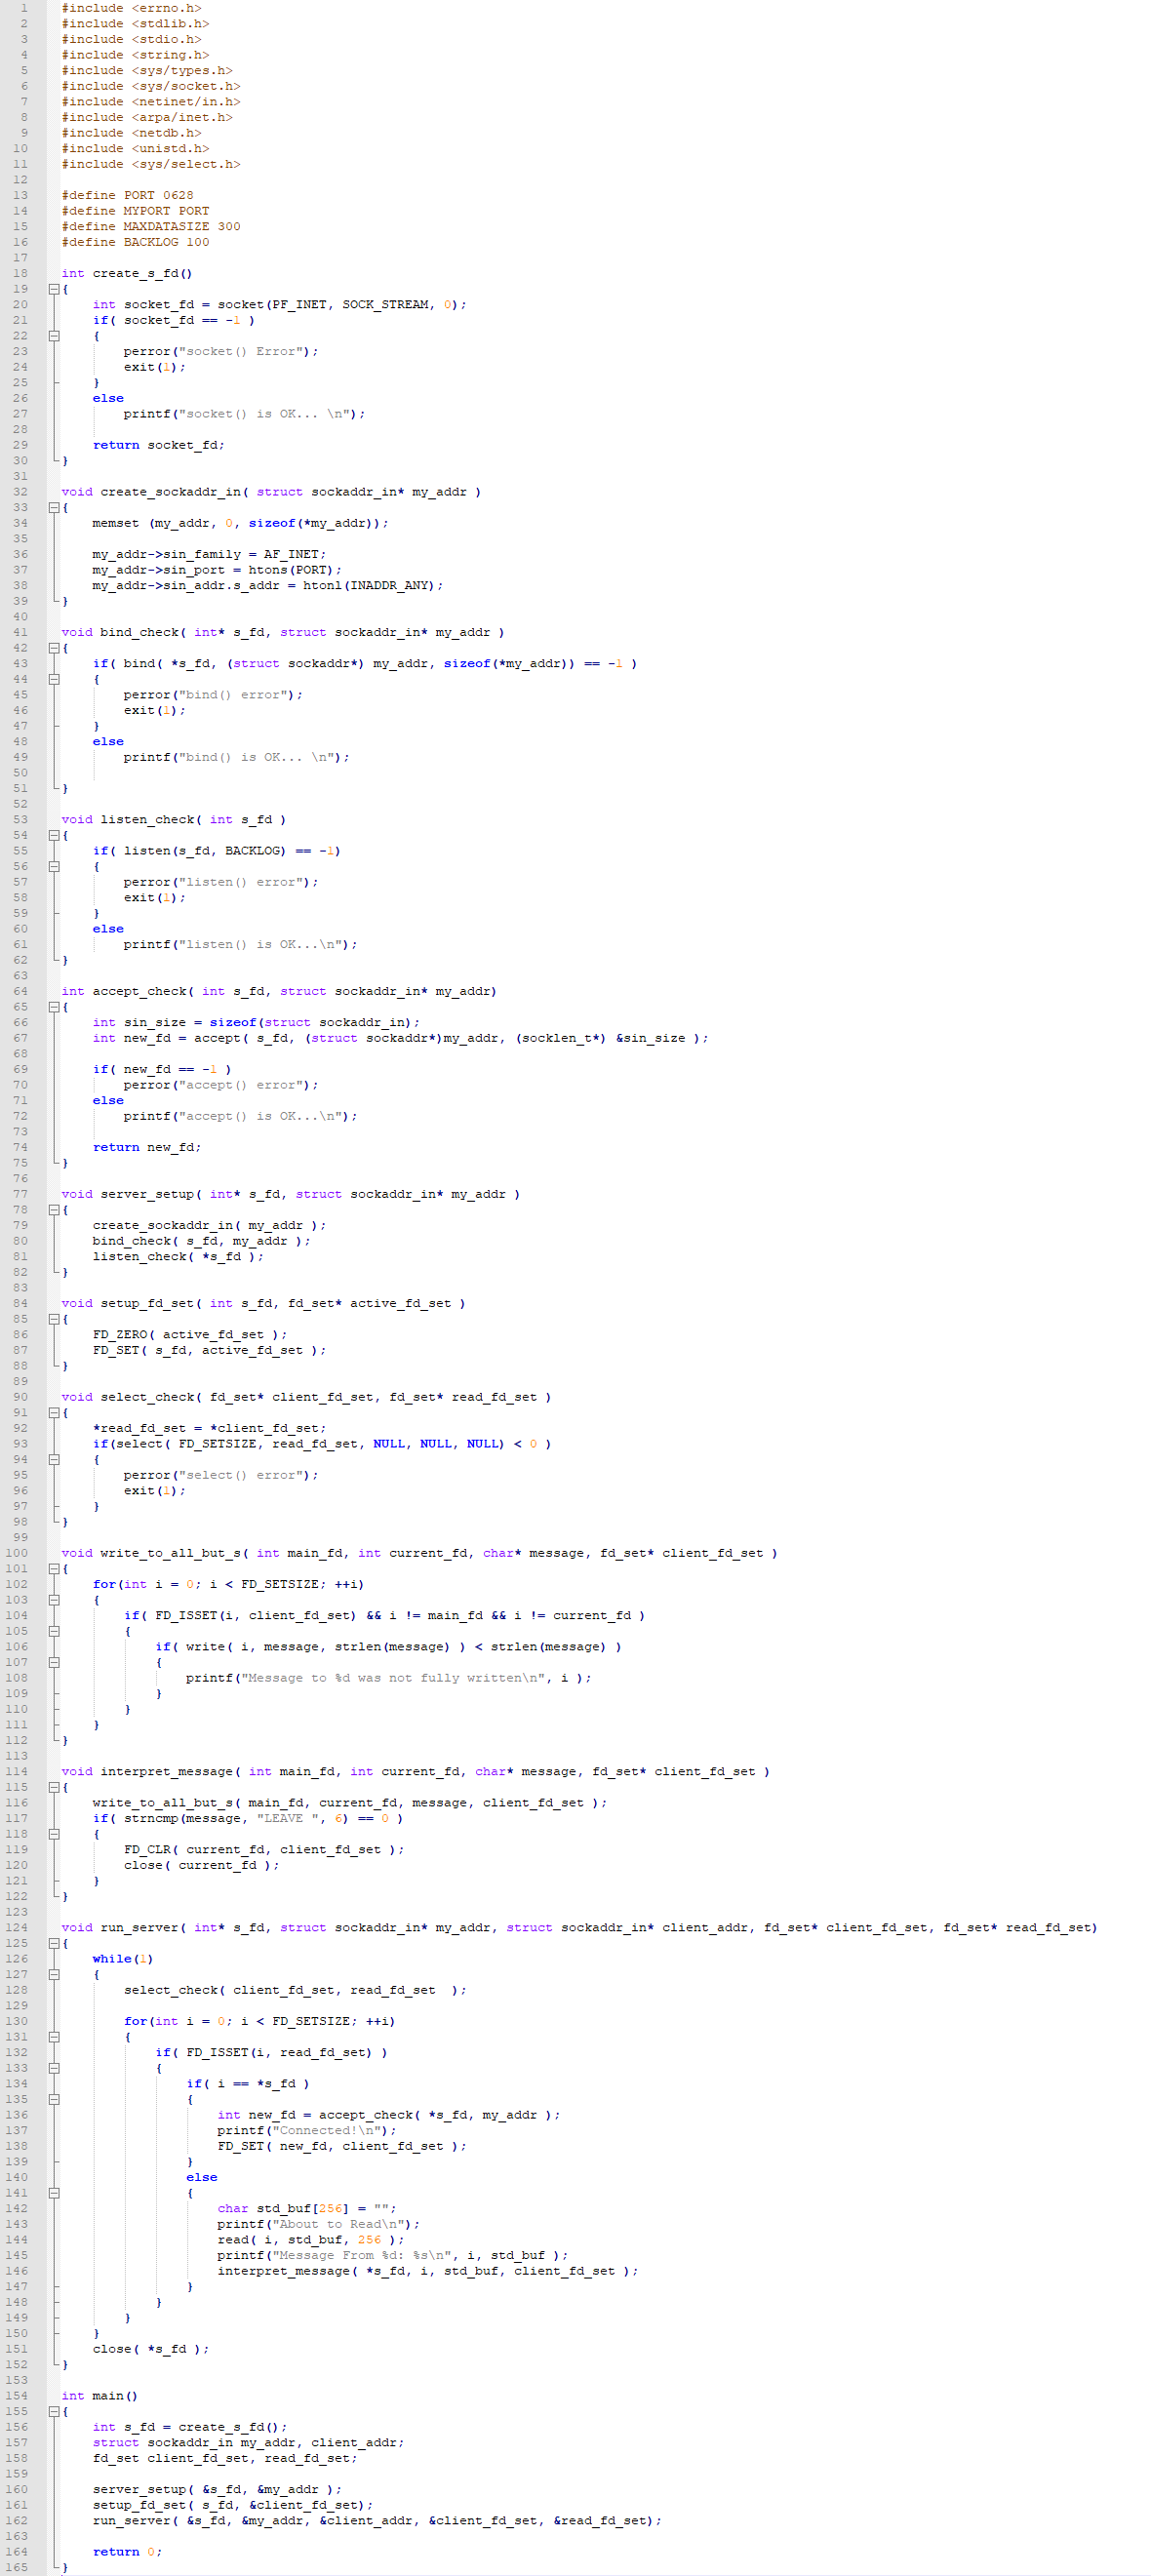 1 #include <errno.h>
2 #include <stdlib.h>
3 #include <stdio.h>
4 #include <string.h>
5 #include <sys/types.h>
6 #include <sys/socket.h>
7 #include <netinet/in.h>
8 #include <arpa/inet.h>
9 #include <netdb.h>
10 #include <unistd.h>
11 #include <sys/select.h>
12
13 #define PORT 0628
14 #define MYPORT PORT
15 #define MAXDATASIZE 300
16 #define BACKLOG 100
17
18 int create_s_fd()
19 {
20     int socket_fd = socket(PF_INET, SOCK_STREAM, 0);
21     if( socket_fd == -1 )
22     {
23         perror("socket() Error");
24         exit(1);
25     }
26     else
27         printf("socket() is OK... \n");
28
29     return socket_fd;
30 }
31
32 void create_sockaddr_in( struct sockaddr_in* my_addr )
33 {
34     memset (my_addr, 0, sizeof(*my_addr));
35
36     my_addr->sin_family = AF_INET;
37     my_addr->sin_port = htons(PORT);
38     my_addr->sin_addr.s_addr = htonl(INADDR_ANY);
39 }
40
41 void bind_check( int* s_fd, struct sockaddr_in* my_addr )
42 {
43     if( bind( *s_fd, (struct sockaddr*) my_addr, sizeof(*my_addr)) == -1 )
44     {
45         perror("bind() error");
46         exit(1);
47     }
48     else
49         printf("bind() is OK... \n");
50
51 }
52
53 void listen_check( int s_fd )
54 {
55     if( listen(s_fd, BACKLOG) == -1)
56     {
57         perror("listen() error");
58         exit(1);
59     }
60     else
61         printf("listen() is OK...\n");
62 }
63
64 int accept_check( int s_fd, struct sockaddr_in* my_addr)
65 {
66     int sin_size = sizeof(struct sockaddr_in);
67     int new_fd = accept( s_fd, (struct sockaddr*)my_addr, (socklen_t*) &sin_size );
68
69     if( new_fd == -1 )
70         perror("accept() error");
71     else
72         printf("accept() is OK...\n");
73
74     return new_fd;
75 }
76
77 void server_setup( int* s_fd, struct sockaddr_in* my_addr )
78 {
79     create_sockaddr_in( my_addr );
80     bind_check( s_fd, my_addr );
81     listen_check( *s_fd );
82 }
83
84 void setup_fd_set( int s_fd, fd_set* active_fd_set )
85 {
86     FD_ZERO( active_fd_set );
87     FD_SET( s_fd, active_fd_set );
88 }
89
90 void select_check( fd_set* client_fd_set, fd_set* read_fd_set )
91 {
92     *read_fd_set = *client_fd_set;
93     if(select( FD_SETSIZE, read_fd_set, NULL, NULL, NULL) < 0 )
94     {
95         perror("select() error");
96         exit(1);
97     }
98 }
99
100 void write_to_all_but_s( int main_fd, int current_fd, char* message, fd_set* client_fd_set )
101 {
102     for(int i = 0; i < FD_SETSIZE; ++i)
103     {
104         if( FD_ISSET(i, client_fd_set) && i != main_fd && i != current_fd )
105         {
106             if( write( i, message, strlen(message) ) < strlen(message) )
107             {
108                 printf("Message to %d was not fully written\n", i );
109             }
110         }
111     }
112 }
113
114 void interpret_message( int main_fd, int current_fd, char* message, fd_set* client_fd_set )
115 {
116     write_to_all_but_s( main_fd, current_fd, message, client_fd_set );
117     if( strncmp(message, "LEAVE ", 6) == 0 )
118     {
119         FD_CLR( current_fd, client_fd_set );
120         close( current_fd );
121     }
122 }
123
124 void run_server( int* s_fd, struct sockaddr_in* my_addr, struct sockaddr_in* client_addr, fd_set* client_fd_set, fd_set* read_fd_set)
125 {
126     while(1)
127     {
128         select_check( client_fd_set, read_fd_set  );
129
130         for(int i = 0; i < FD_SETSIZE; ++i)
131         {
132             if( FD_ISSET(i, read_fd_set) )
133             {
134                 if( i == *s_fd )
135                 {
136                     int new_fd = accept_check( *s_fd, my_addr );
137                     printf("Connected!\n");
138                     FD_SET( new_fd, client_fd_set );
139                 }
140                 else
141                 {
142                     char std_buf[256] = "";
143                     printf("About to Read\n");
144                     read( i, std_buf, 256 );
145                     printf("Message From %d: %s\n", i, std_buf );
146                     interpret_message( *s_fd, i, std_buf, client_fd_set );
147                 }
148             }
149         }
150     }
151     close( *s_fd );
152 }
153
154 int main()
155 {
156     int s_fd = create_s_fd();
157     struct sockaddr_in my_addr, client_addr;
158     fd_set client_fd_set, read_fd_set;
159
160     server_setup( &s_fd, &my_addr );
161     setup_fd_set( s_fd, &client_fd_set);
162     run_server( &s_fd, &my_addr, &client_addr, &client_fd_set, &read_fd_set);
163
164     return 0;
165 }